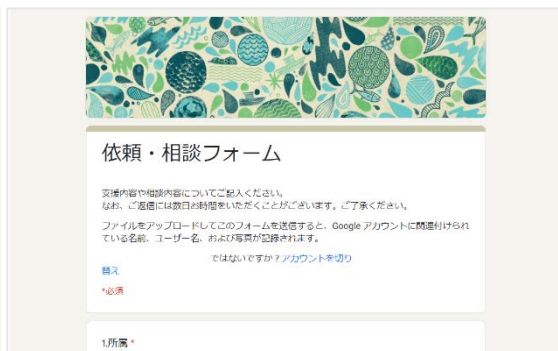 依頼・相談フォーム
支援内容や相談内容についてご記入ください。
なお、ご返信には数日お時間をいただくことがございます。ご了承ください。
ファイルをアップロードしてこのフォームを送信すると、Google アカウントに関連付けられ
ている名前、ユーザー名、および写真が記録されます。
ではないですか？アカウントを切り
替え
*必須
1.所属 *